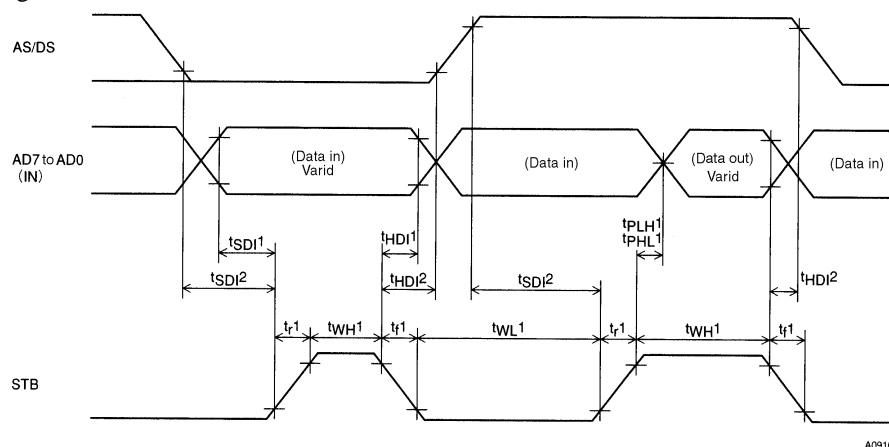 AS/DS
AD7 to AD0
(IN)
(Data in)
Varid
(Data in)
(Data out)
Varid
(Data in)
tSDI1
tHDI1
tPLH1
tPHL1
tSDI2
tHDI2
tSDI2
tHDI2
tr1
tWH1
tf1
tWL1
tr1
tWH1
tf1
STB